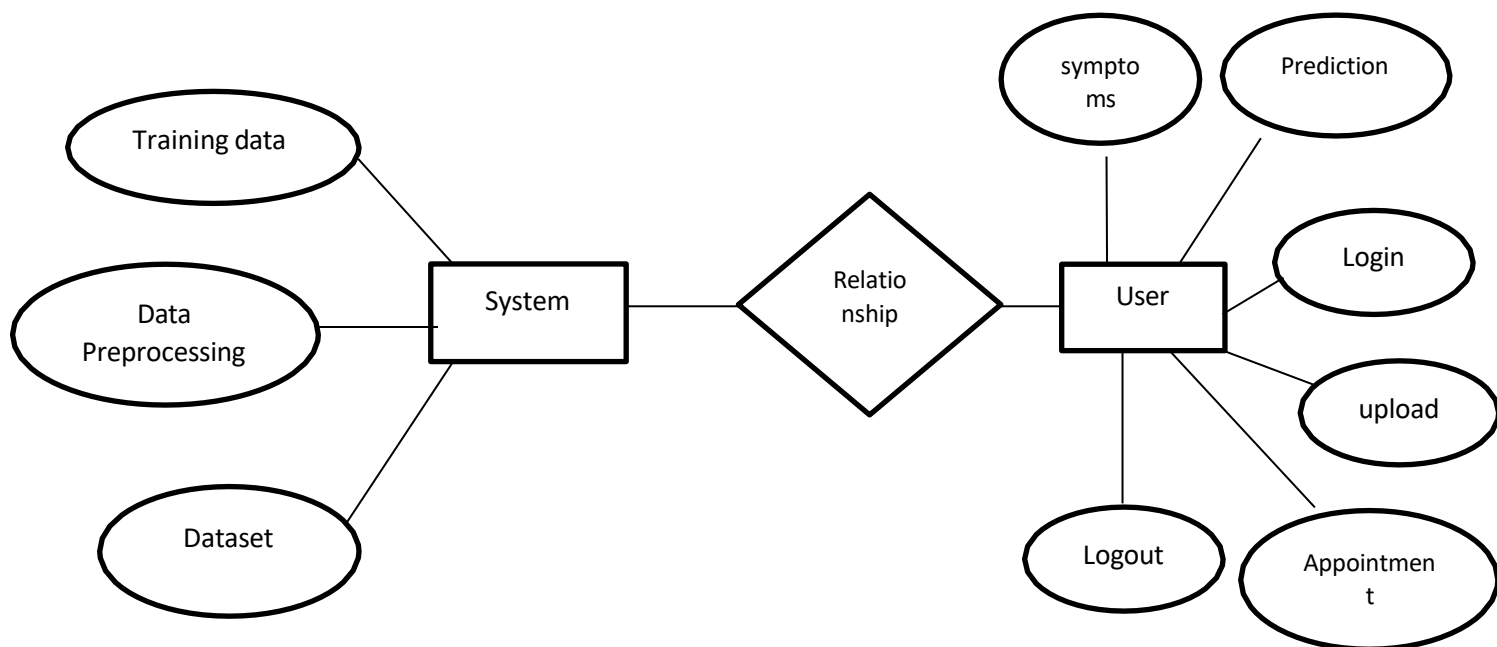 sympto
ms
Prediction
Training data
Login
Relatio
nship
System
User
Data
Preprocessing
upload
Dataset
Logout
Appointmen
t